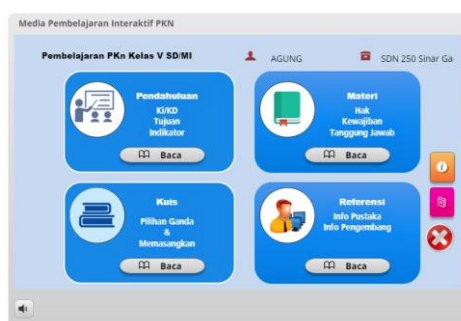 Media Pembelajaran Interaktif PKN
Pembelajaran PKn Kelas V SD/MI
AGUNG
SDN 250 Sinar Ga
Pendahuluan
KI/KD
Tujuan
Indikator
Baca
Materi
Hak
Kewajiban
Tanggung Jawab
Baca
Kuis
Pilihan Ganda
&
Memasangkan
Baca
Referensi
Info Pustaka
Info Pengembang
Baca